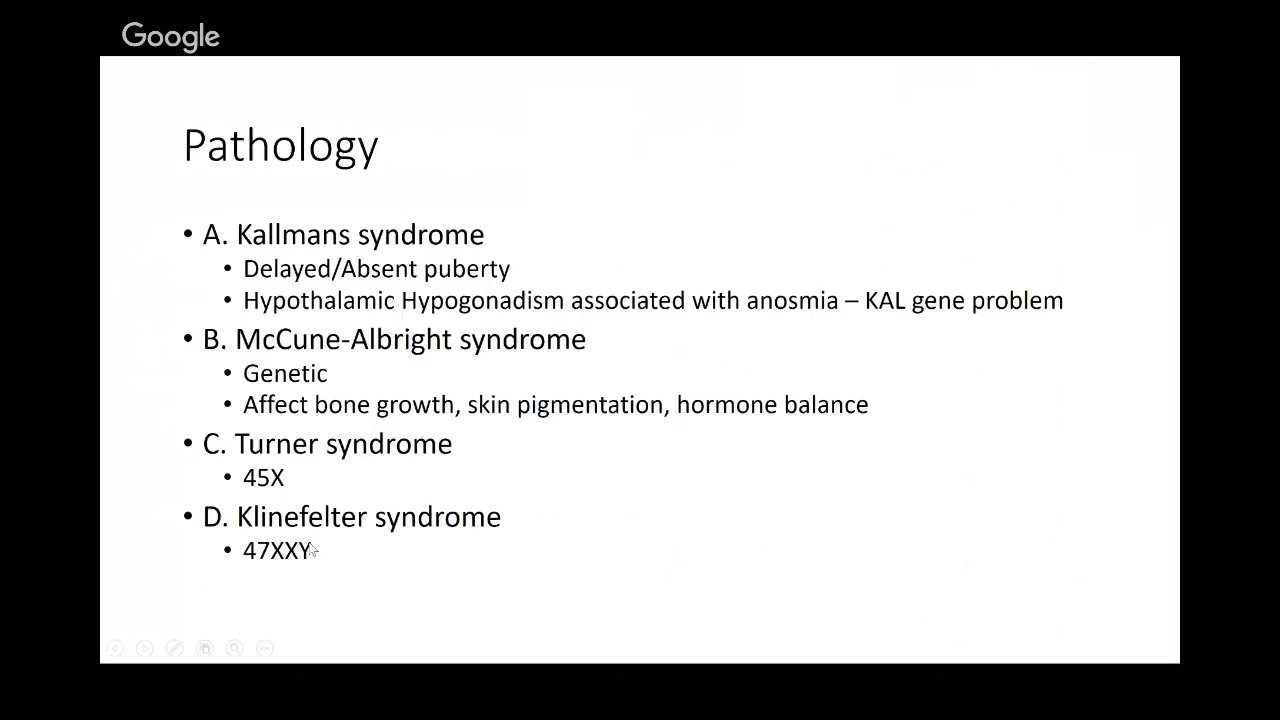 Google
Pathology
• A. Kallmans syndrome
• Delayed/Absent puberty
• Hypothalamic Hypogonadism associated with anosmia – KAL gene problem
• B. McCune-Albright syndrome
• Genetic
• Affect bone growth, skin pigmentation, hormone balance
• C. Turner syndrome
• 45X
• D. Klinefelter syndrome
• 47XXY